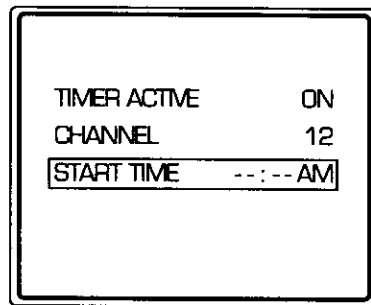 TIMER ACTIVE ON
CHANNEL 12
START TIME --:-- AM